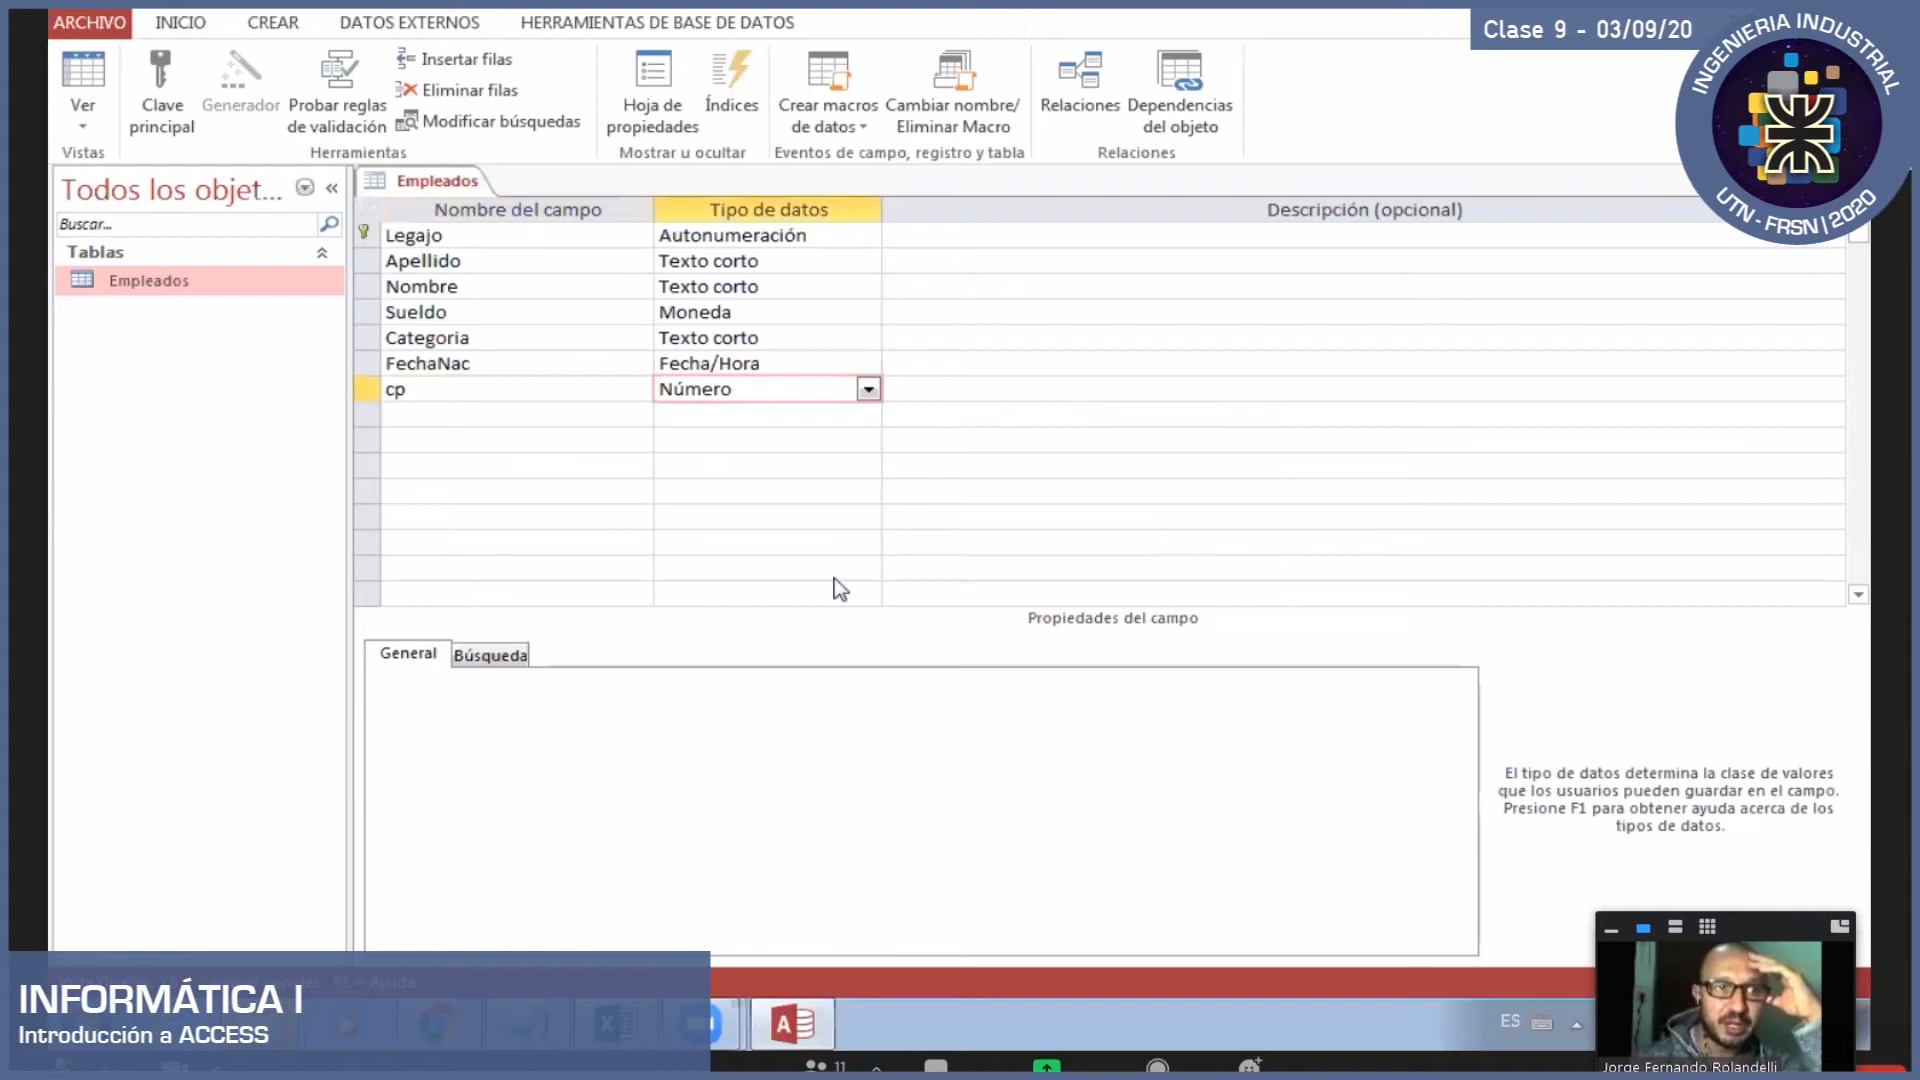 ARCHIVO INICIO CREAR DATOS EXTERNOS HERRAMIENTAS DE BASE DE DATOS
Clase 9 - 03/09/20
INGENIERIA INDUSTRIAL
UTN - FRSN | 2020
Ver
Clave principal
Generador
Probar reglas de validación
Insertar filas
Eliminar filas
Modificar búsquedas
Hoja de propiedades
Índices
Crear macros de datos
Cambiar nombre/ Eliminar Macro
Relaciones
Dependencias del objeto
Vistas Herramientas Mostrar u ocultar Eventos de campo, registro y tabla Relaciones
Todos los objet... «
Buscar...
Tablas
Empleados
Empleados
Nombre del campo Tipo de datos Descripción (opcional)
Legajo Autonumeración
Apellido Texto corto
Nombre Texto corto
Sueldo Moneda
Categoria Texto corto
FechaNac Fecha/Hora
cp Número
Propiedades del campo
General Búsqueda
El tipo de datos determina la clase de valores
que los usuarios pueden guardar en el campo.
Presione F1 para obtener ayuda acerca de los
tipos de datos.
F1 = Ayuda
INFORMÁTICA I
Introducción a ACCESS
ES
11
Jorge Fernando Rolandelli